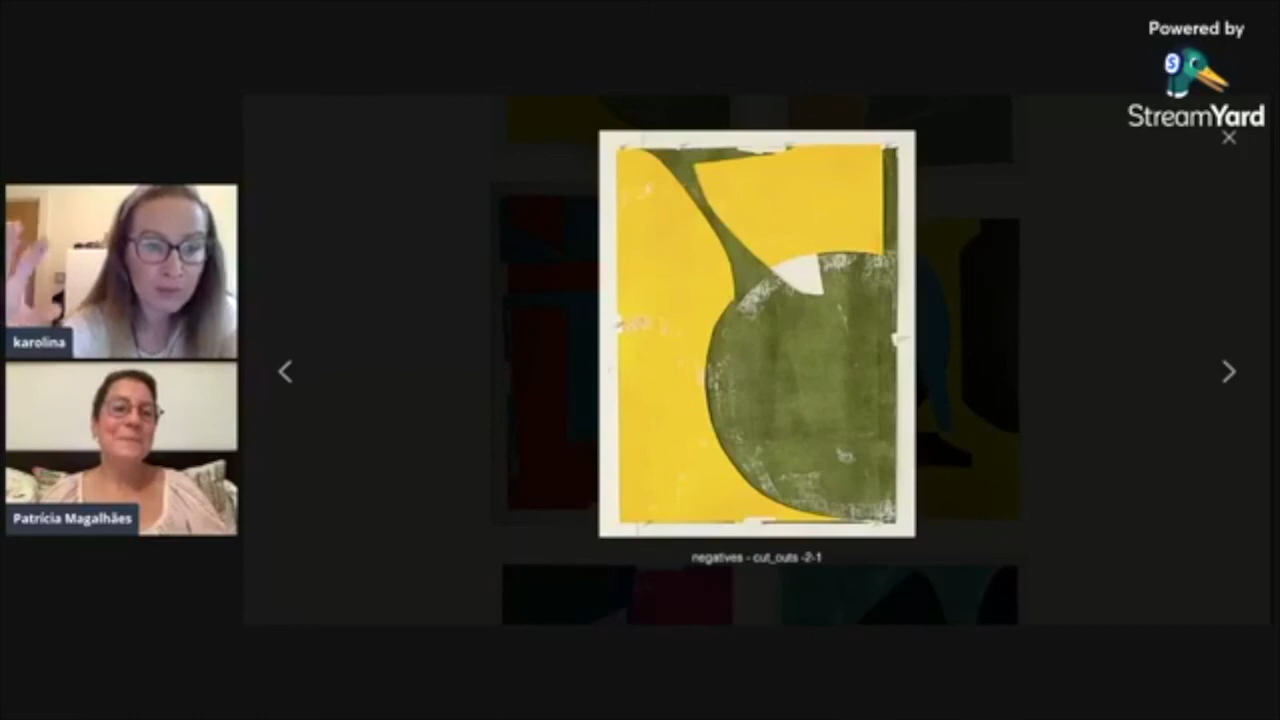 Powered by
StreamYard
karolina
Patrícia Magalhães
negatives - cut_outs -2-1